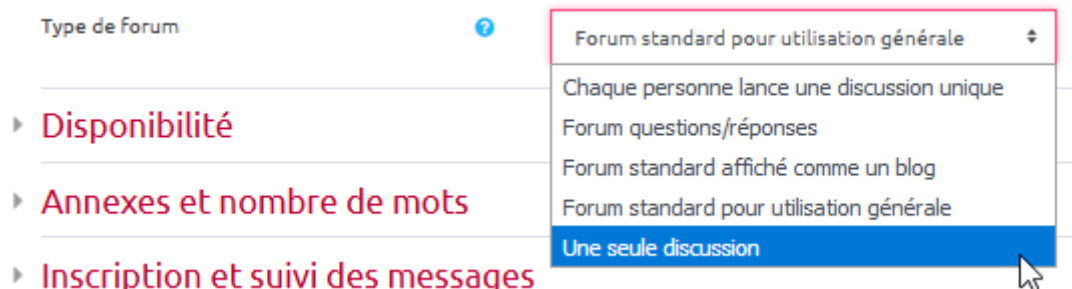 Type de forum
Forum standard pour utilisation générale
Chaque personne lance une discussion unique
Forum questions/réponses
Forum standard affiché comme un blog
Forum standard pour utilisation générale
Une seule discussion
Disponibilité
Annexes et nombre de mots
Inscription et suivi des messages